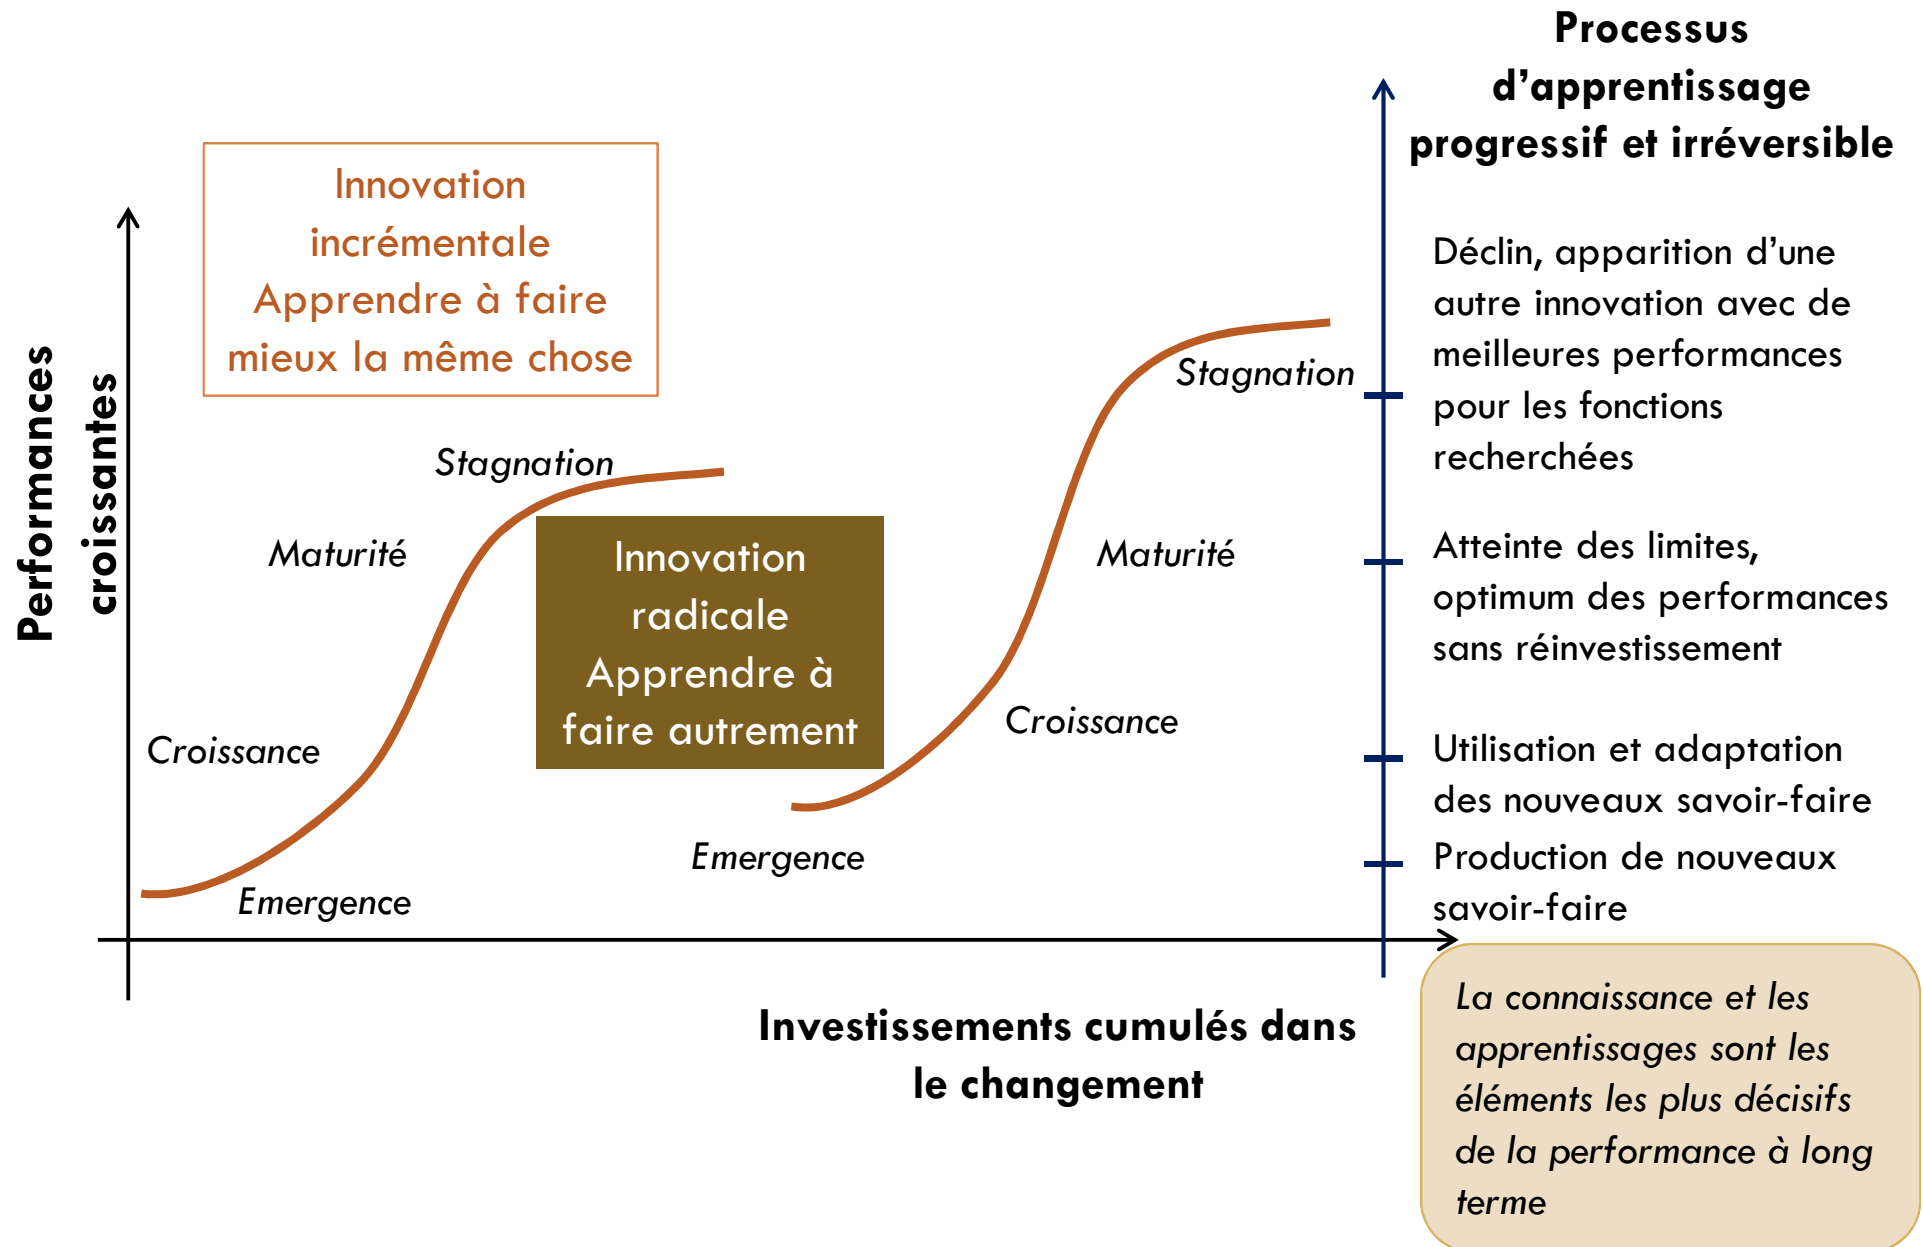 Processus
d’apprentissage
progressif et irréversible
Innovation
incrémentale
Apprendre à faire
mieux la même chose
Performances
croissantes
Stagnation
Maturité
Croissance
Emergence
Innovation
radicale
Apprendre à
faire autrement
Stagnation
Maturité
Croissance
Emergence
Déclin, apparition d’une
autre innovation avec de
meilleures performances
pour les fonctions
recherchées
Atteinte des limites,
optimum des performances
sans réinvestissement
Utilisation et adaptation
des nouveaux savoir-faire
Production de nouveaux
savoir-faire
Investissements cumulés dans
le changement
La connaissance et les
apprentissages sont les
éléments les plus décisifs
de la performance à long
terme